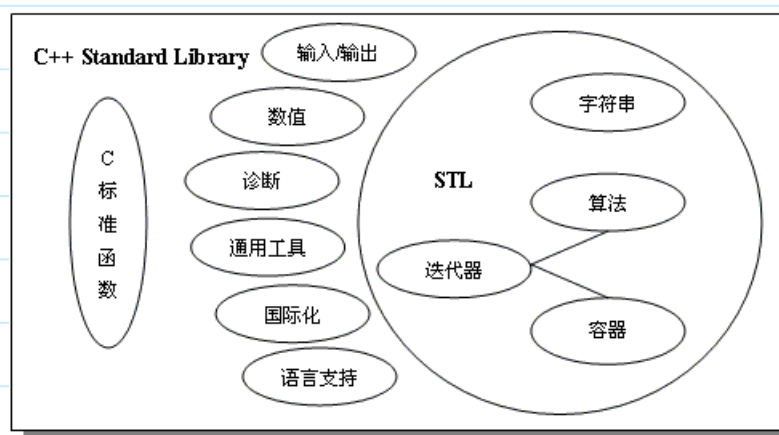 C++ Standard Library
输入/输出
数值
诊断
通用工具
国际化
语言支持
C
标
准
函
数
STL
字符串
算法
迭代器
容器